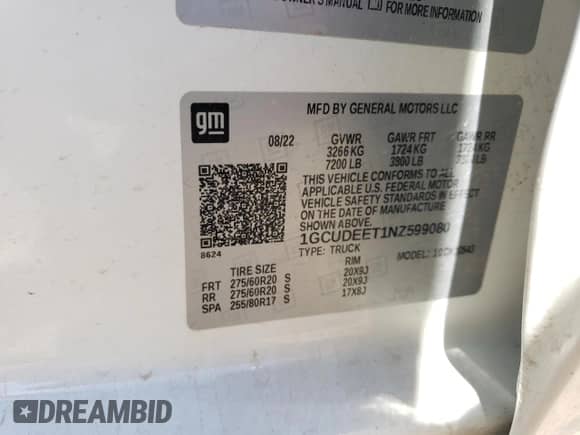 OWNER'S MANUAL FOR MORE INFORMATION
gm
MFD BY GENERAL MOTORS LLC
08/22 GVWR GAWR FRT GAWR RR
3266 KG 1724 KG 1724 KG
7200 LB 3800 LB LB
THIS VEHICLE CONFORMS TO ALL
APPLICABLE U.S. FEDERAL MOTOR
VEHICLE SAFETY STANDARDS IN EFFECT
ON THE DATE OF MANUFACTURE SHOWN ABOVE.
1GCUDEET1NZ599080
TYPE: TRUCK MODEL:
8624
TIRE SIZE RIM
FRT 275/60R20 S 20X9J
RR 275/60R20 S 20X9J
SPA 255/80R17 S 17X8J
DREAMBID